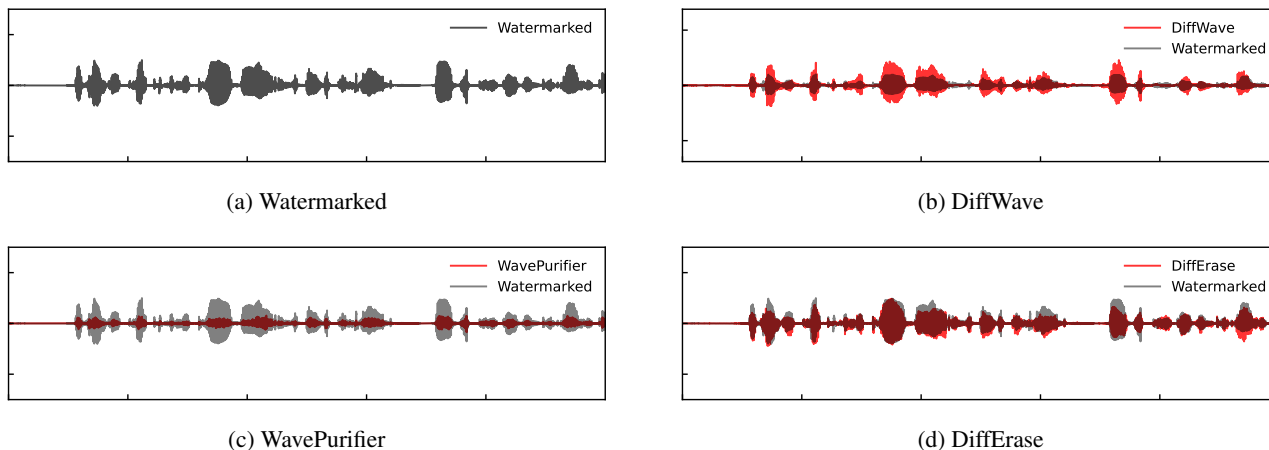 Watermarked
(a) Watermarked
DiffWave
Watermarked
(b) DiffWave
WavePurifier
Watermarked
(c) WavePurifier
DiffErase
Watermarked
(d) DiffErase